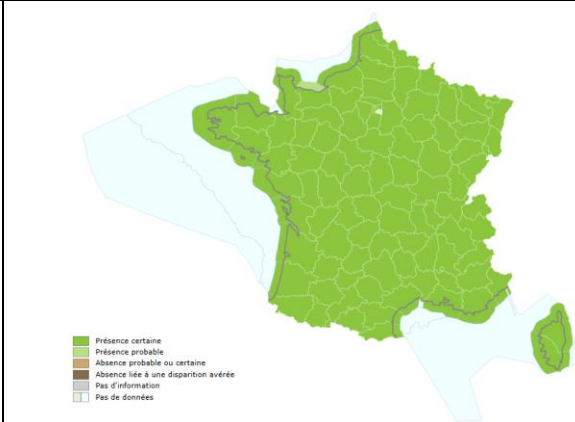 Présence certaine
Présence probable
Absence probable ou certaine
Absence liée à une disparition avérée
Pas d'information
Pas de données